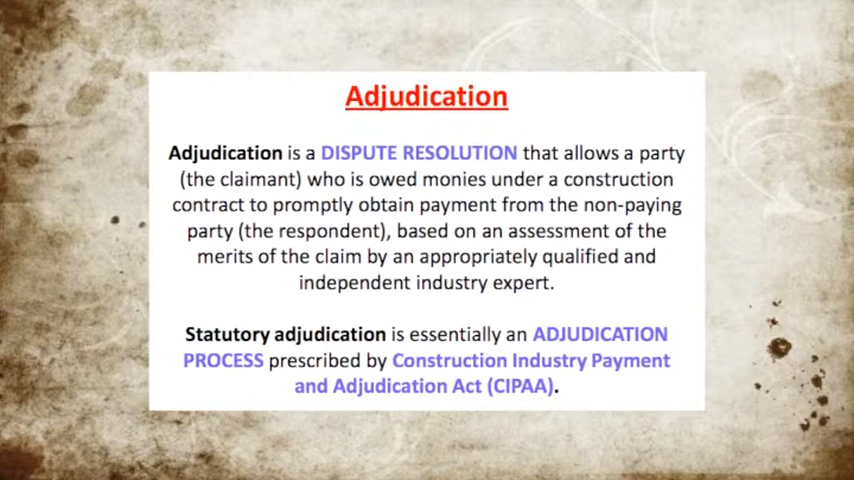 Adjudication
Adjudication is a DISPUTE RESOLUTION that allows a party
(the claimant) who is owed monies under a construction
contract to promptly obtain payment from the non-paying
party (the respondent), based on an assessment of the
merits of the claim by an appropriately qualified and
independent industry expert.
Statutory adjudication is essentially an ADJUDICATION
PROCESS prescribed by Construction Industry Payment
and Adjudication Act (CIPAA).